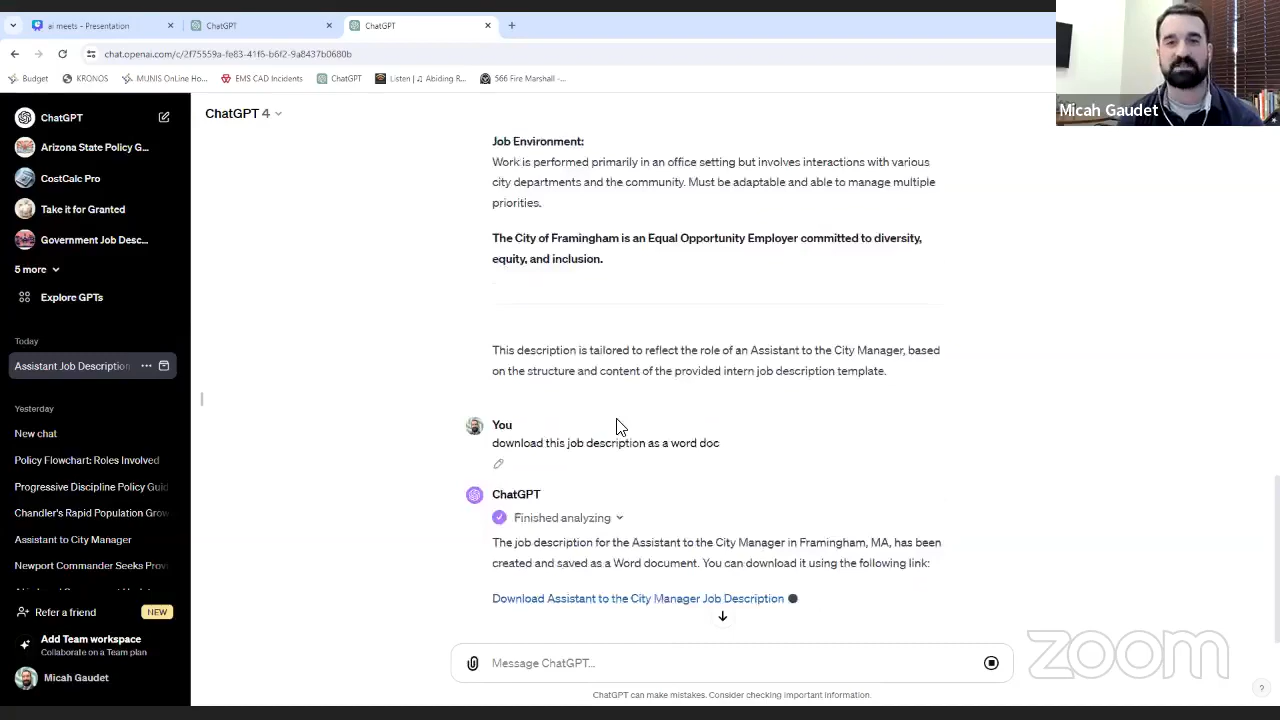 ai meets - Presentation
ChatGPT
ChatGPT
chat.openai.com/c/2f75559a-fe83-41f6-b6f2-9a8437b0680b
Budget
KRONOS
MUNIS OnLine Ho...
EMS CAD Incidents
ChatGPT
Listen | ♫ Abiding R...
566 Fire Marshall -...
Micah Gaudet
ChatGPT
Arizona State Policy G...
CostCalc Pro
Take it for Granted
Government Job Desc...
5 more
Explore GPTs
Today
Assistant Job Description
Yesterday
New chat
Policy Flowchart: Roles Involved
Progressive Discipline Policy Guid
Chandler's Rapid Population Grow
Assistant to City Manager
Newport Commander Seeks Prov
Refer a friend
NEW
Add Team workspace
Collaborate on a Team plan
Micah Gaudet
ChatGPT 4
Job Environment:
Work is performed primarily in an office setting but involves interactions with various
city departments and the community. Must be adaptable and able to manage multiple
priorities.
The City of Framingham is an Equal Opportunity Employer committed to diversity,
equity, and inclusion.
This description is tailored to reflect the role of an Assistant to the City Manager, based
on the structure and content of the provided intern job description template.
You
download this job description as a word doc
ChatGPT
Finished analyzing
The job description for the Assistant to the City Manager in Framingham, MA, has been
created and saved as a Word document. You can download it using the following link:
Download Assistant to the City Manager Job Description
Message ChatGPT...
ChatGPT can make mistakes. Consider checking important information.
zoom
?